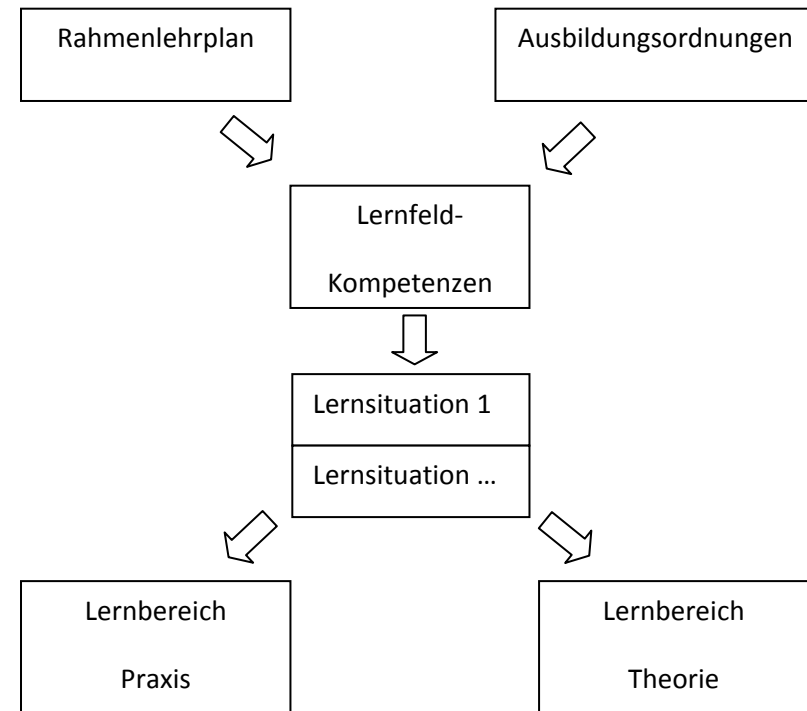 Rahmenlehrplan
Ausbildungsordnungen
Lernfeld-
Kompetenzen
Lernsituation 1
Lernsituation …
Lernbereich
Praxis
Lernbereich
Theorie